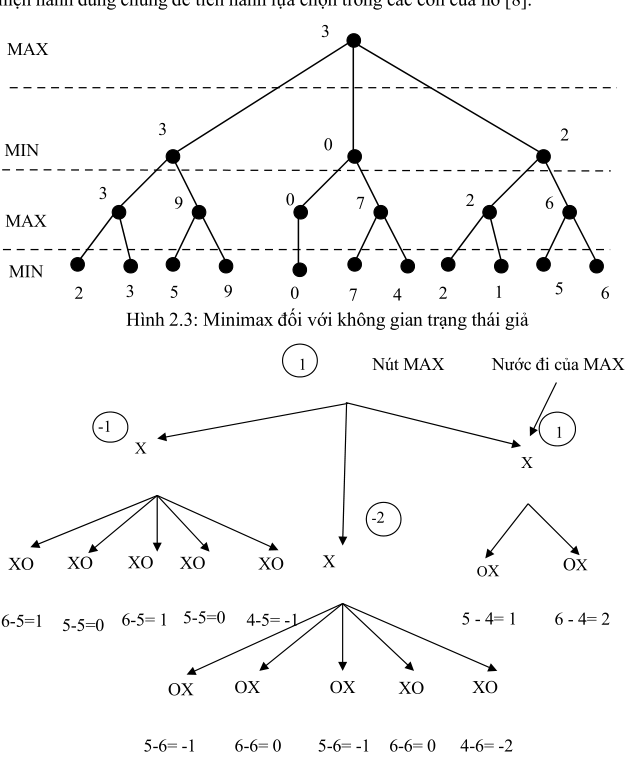 hiện hành dùng chúng để tiến hành lựa chọn trong các con của nó [8].
3
MAX
3 0 2
MIN
3 9 0 7 2 6
MAX
MIN
2 3 5 9 0 7 4 2 1 5 6
Hình 2.3: Minimax đối với không gian trạng thái giả
1 Nút MAX Nước đi của MAX
-1 X 1
X
-2
XO XO XO XO XO X OX OX
6-5=1 5-5=0 6-5= 1 5-5=0 4-5= -1 5 - 4= 1 6 - 4= 2
OX OX OX XO XO
5-6= -1 6-6= 0 5-6= -1 6-6= 0 4-6= -2